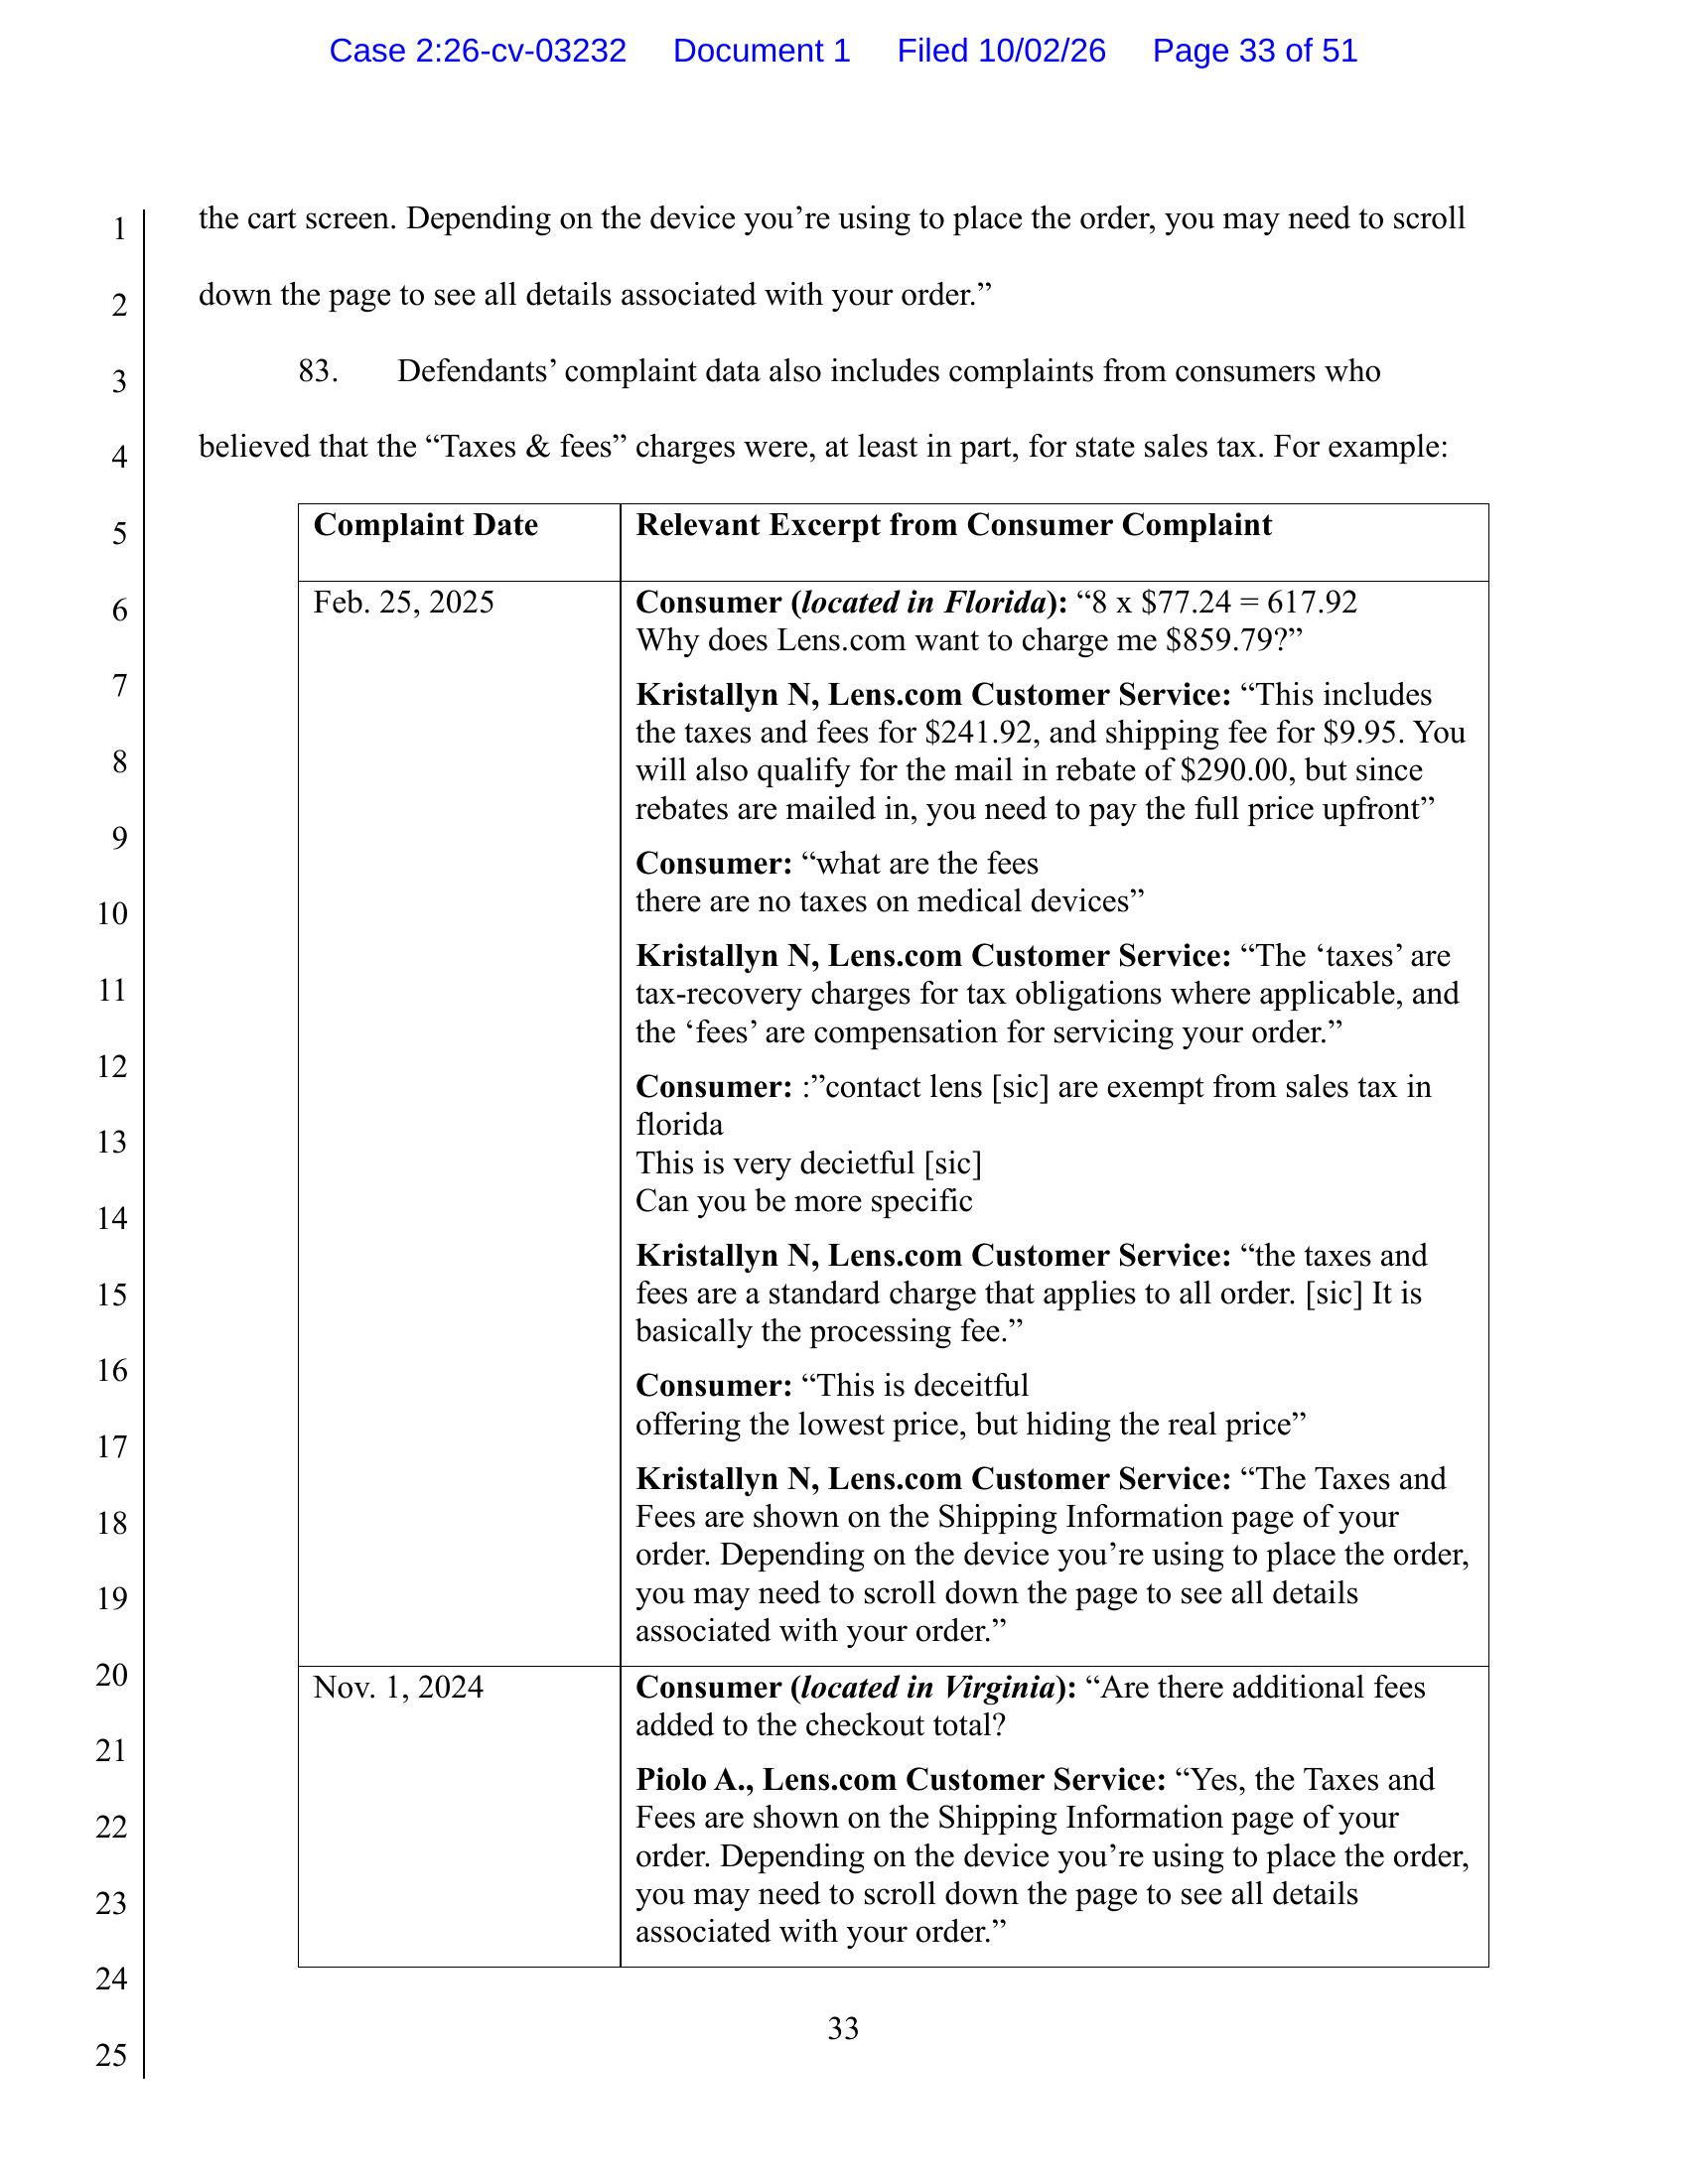 Case 2:26-cv-03232 Document 1 Filed 10/02/26 Page 33 of 51
1 the cart screen. Depending on the device you’re using to place the order, you may need to scroll
2 down the page to see all details associated with your order.”
3 83. Defendants’ complaint data also includes complaints from consumers who
4 believed that the “Taxes & fees” charges were, at least in part, for state sales tax. For example:
5 Complaint Date Relevant Excerpt from Consumer Complaint
6 Feb. 25, 2025 Consumer (located in Florida): “8 x $77.24 = 617.92
Why does Lens.com want to charge me $859.79?”
7 Kristallyn N, Lens.com Customer Service: “This includes
the taxes and fees for $241.92, and shipping fee for $9.95. You
8 will also qualify for the mail in rebate of $290.00, but since
rebates are mailed in, you need to pay the full price upfront”
9
Consumer: “what are the fees
10 there are no taxes on medical devices”
Kristallyn N, Lens.com Customer Service: “The ‘taxes’ are
11 tax-recovery charges for tax obligations where applicable, and
the ‘fees’ are compensation for servicing your order.”
12
Consumer: :”contact lens [sic] are exempt from sales tax in
13 florida
This is very decietful [sic]
14 Can you be more specific
Kristallyn N, Lens.com Customer Service: “the taxes and
15 fees are a standard charge that applies to all order. [sic] It is
basically the processing fee.”
16
Consumer: “This is deceitful
17 offering the lowest price, but hiding the real price”
Kristallyn N, Lens.com Customer Service: “The Taxes and
18 Fees are shown on the Shipping Information page of your
order. Depending on the device you’re using to place the order,
19 you may need to scroll down the page to see all details
associated with your order.”
20 Nov. 1, 2024 Consumer (located in Virginia): “Are there additional fees
21 added to the checkout total?
Piolo A., Lens.com Customer Service: “Yes, the Taxes and
22 Fees are shown on the Shipping Information page of your
order. Depending on the device you’re using to place the order,
23 you may need to scroll down the page to see all details
associated with your order.”
24
33
25